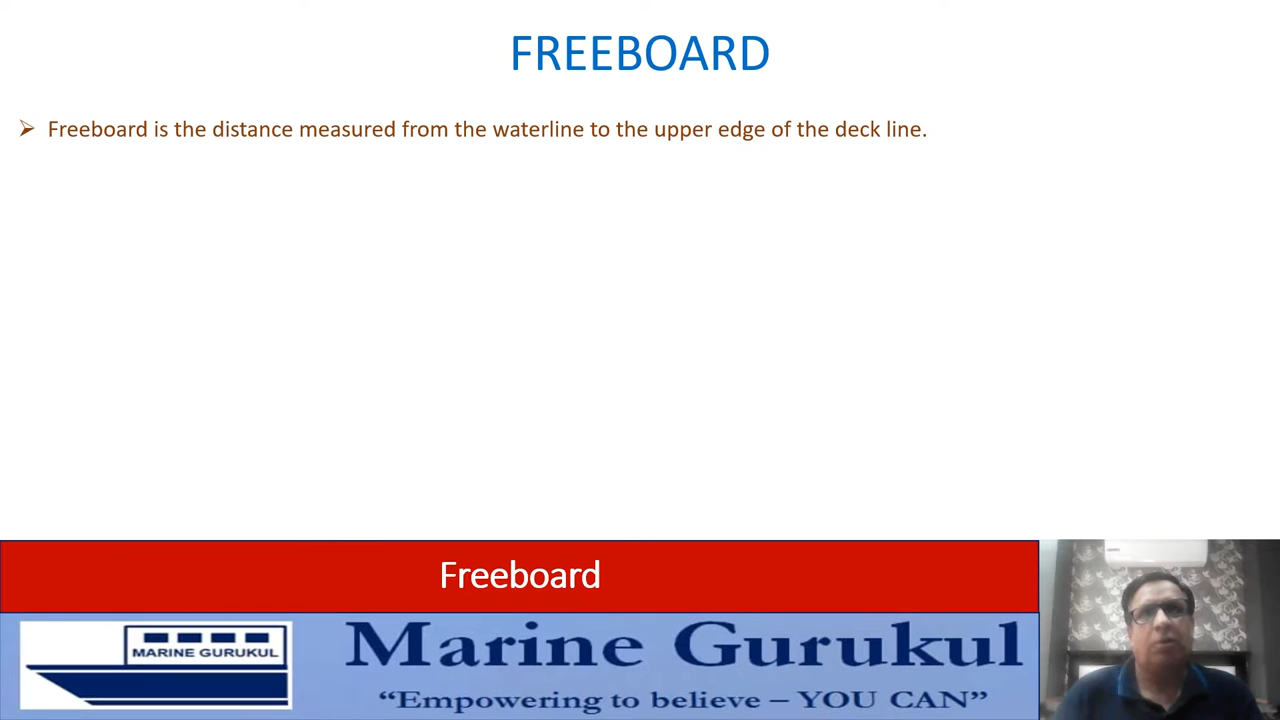 FREEBOARD
➢ Freeboard is the distance measured from the waterline to the upper edge of the deck line.
Freeboard
MARINE GURUKUL
Marine Gurukul
“Empowering to believe – YOU CAN”